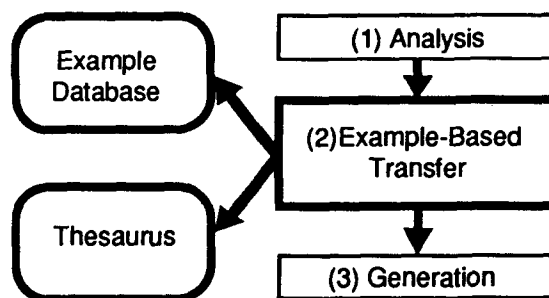 Example
Database
Thesaurus
(1) Analysis
(2)Example-Based
Transfer
(3) Generation